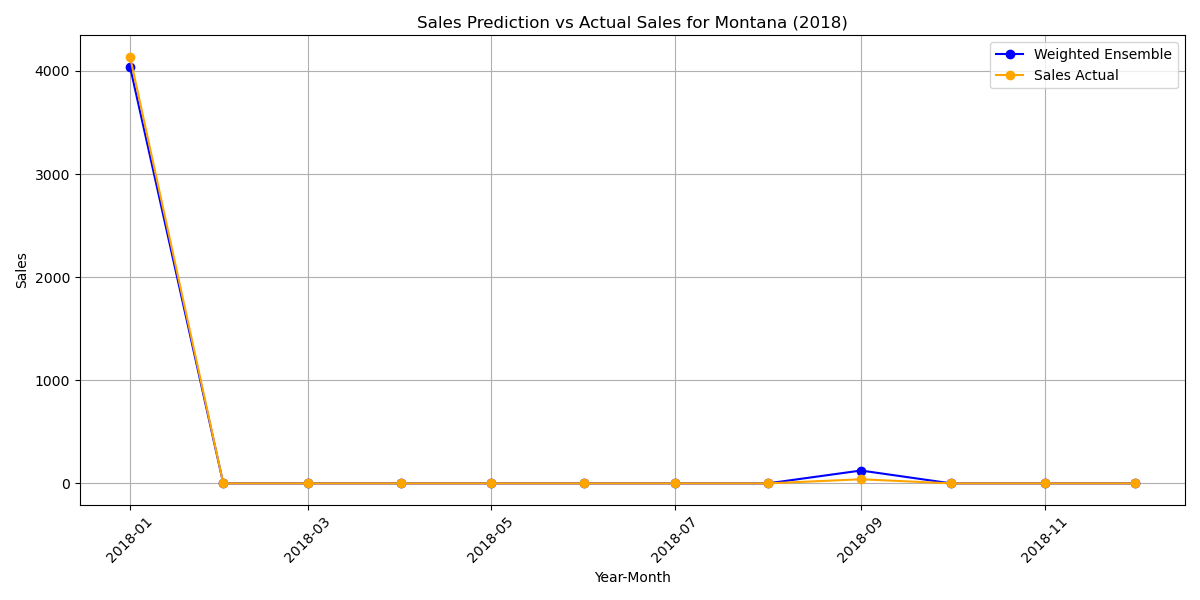 Sales Prediction vs Actual Sales for Montana (2018)
Weighted Ensemble
Sales Actual
4000
3000
2000
1000
0
Sales
2018-01
2018-03
2018-05
2018-07
2018-09
2018-11
Year-Month